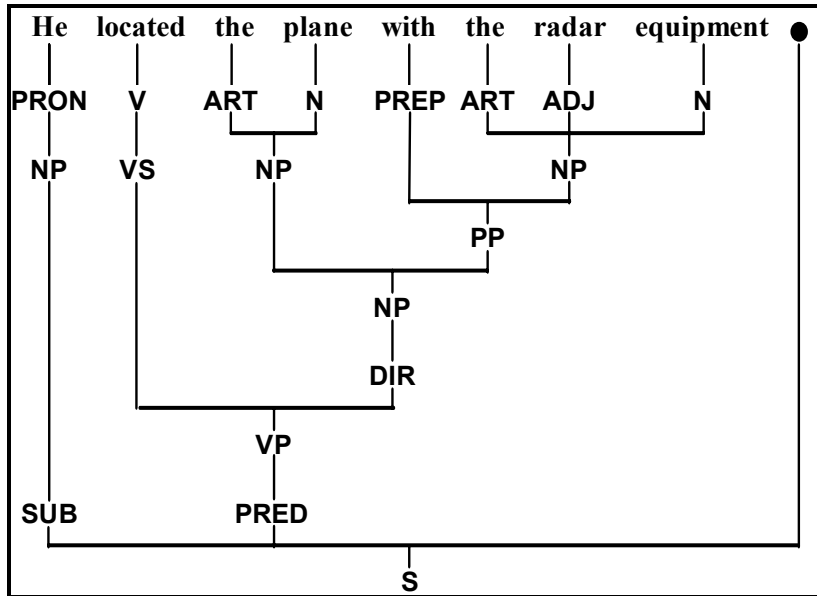 He located the plane with the radar equipment ●
PRON V ART N PREP ART ADJ N
NP VS NP NP
PP
NP
DIR
VP
SUB PRED
S